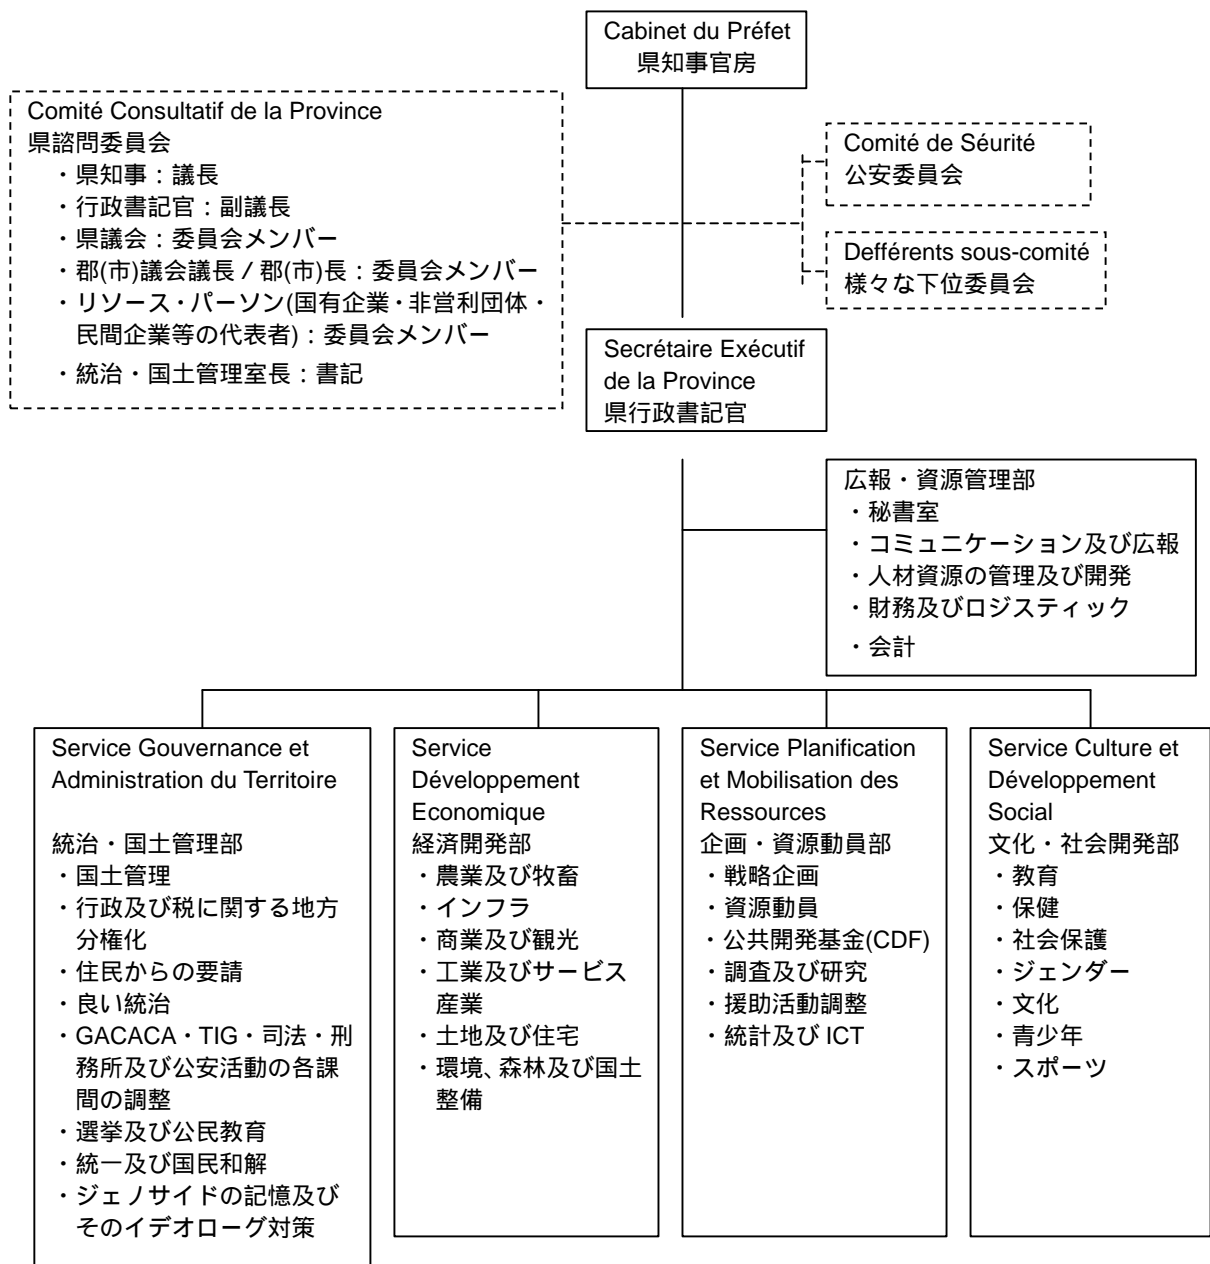 Cabinet du Préfet
県知事官房
Comité Consultatif de la Province
県諮問委員会
・県知事：議長
・行政書記官：副議長
・県議会：委員会メンバー
・郡(市)議会議長 / 郡(市)長：委員会メンバー
・リソース・パーソン(国有企業・非営利団体・
民間企業等の代表者)：委員会メンバー
・統治・国土管理室長：書記
Comité de Séurité
公安委員会
Defférents sous-comité
様々な下位委員会
Secrétaire Exécutif
de la Province
県行政書記官
広報・資源管理部
・秘書室
・コミュニケーション及び広報
・人材資源の管理及び開発
・財務及びロジスティック
・会計
Service Gouvernance et
Administration du Territoire
統治・国土管理部
・国土管理
・行政及び税に関する地方
分権化
・住民からの要請
・良い統治
・GACACA・TIG・司法・刑
務所及び公安活動の各課
間の調整
・選挙及び公民教育
・統一及び国民和解
・ジェノサイドの記憶及び
そのイデオローグ対策
Service
Développement
Economique
経済開発部
・農業及び牧畜
・インフラ
・商業及び観光
・工業及びサービス
産業
・土地及び住宅
・環境、森林及び国土
整備
Service Planification
et Mobilisation des
Ressources
企画・資源動員部
・戦略企画
・資源動員
・公共開発基金(CDF)
・調査及び研究
・援助活動調整
・統計及び ICT
Service Culture et
Développement
Social
文化・社会開発部
・教育
・保健
・社会保護
・ジェンダー
・文化
・青少年
・スポーツ